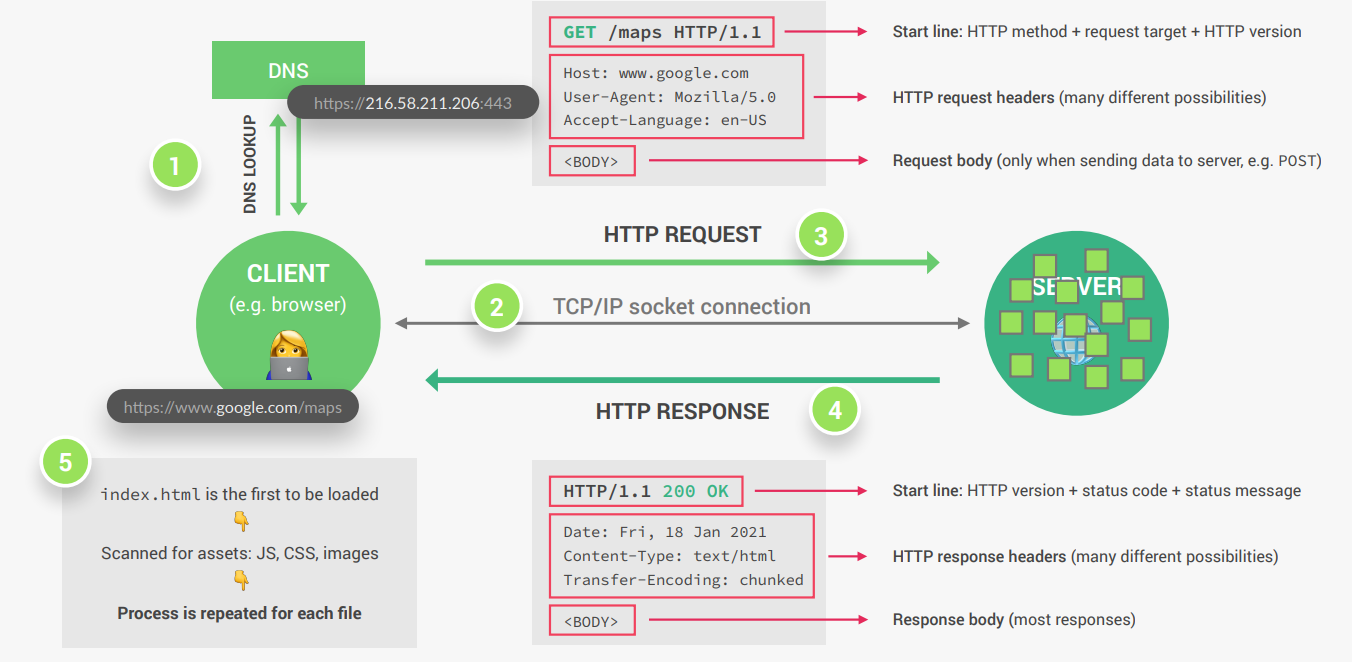 DNS
https://216.58.211.206:443
1
DNS LOOKUP
CLIENT
(e.g. browser)
https://www.google.com/maps
GET /maps HTTP/1.1
Start line: HTTP method + request target + HTTP version
Host: www.google.com
User-Agent: Mozilla/5.0
Accept-Language: en-US
HTTP request headers (many different possibilities)
<BODY>
Request body (only when sending data to server, e.g. POST)
HTTP REQUEST
3
2
TCP/IP socket connection
SERVER
HTTP RESPONSE
4
5
index.html is the first to be loaded
Scanned for assets: JS, CSS, images
Process is repeated for each file
HTTP/1.1 200 OK
Start line: HTTP version + status code + status message
Date: Fri, 18 Jan 2021
Content-Type: text/html
Transfer-Encoding: chunked
HTTP response headers (many different possibilities)
<BODY>
Response body (most responses)